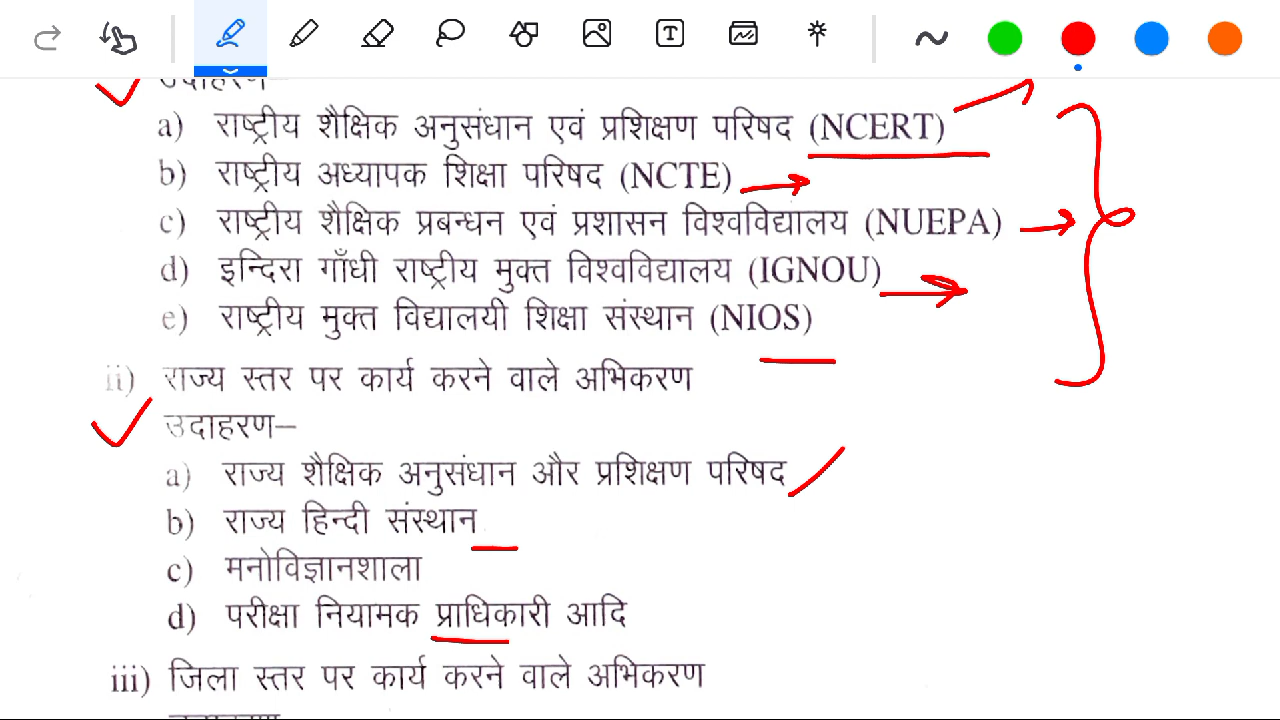 उदाहरण–
a) राष्ट्रीय शैक्षिक अनुसंधान एवं प्रशिक्षण परिषद (NCERT)
b) राष्ट्रीय अध्यापक शिक्षा परिषद (NCTE)
c) राष्ट्रीय शैक्षिक प्रबन्धन एवं प्रशासन विश्वविद्यालय (NUEPA)
d) इन्दिरा गाँधी राष्ट्रीय मुक्त विश्वविद्यालय (IGNOU)
e) राष्ट्रीय मुक्त विद्यालयी शिक्षा संस्थान (NIOS)
ii) राज्य स्तर पर कार्य करने वाले अभिकरण
उदाहरण–
a) राज्य शैक्षिक अनुसंधान और प्रशिक्षण परिषद
b) राज्य हिन्दी संस्थान
c) मनोविज्ञानशाला
d) परीक्षा नियामक प्राधिकारी आदि
iii) जिला स्तर पर कार्य करने वाले अभिकरण